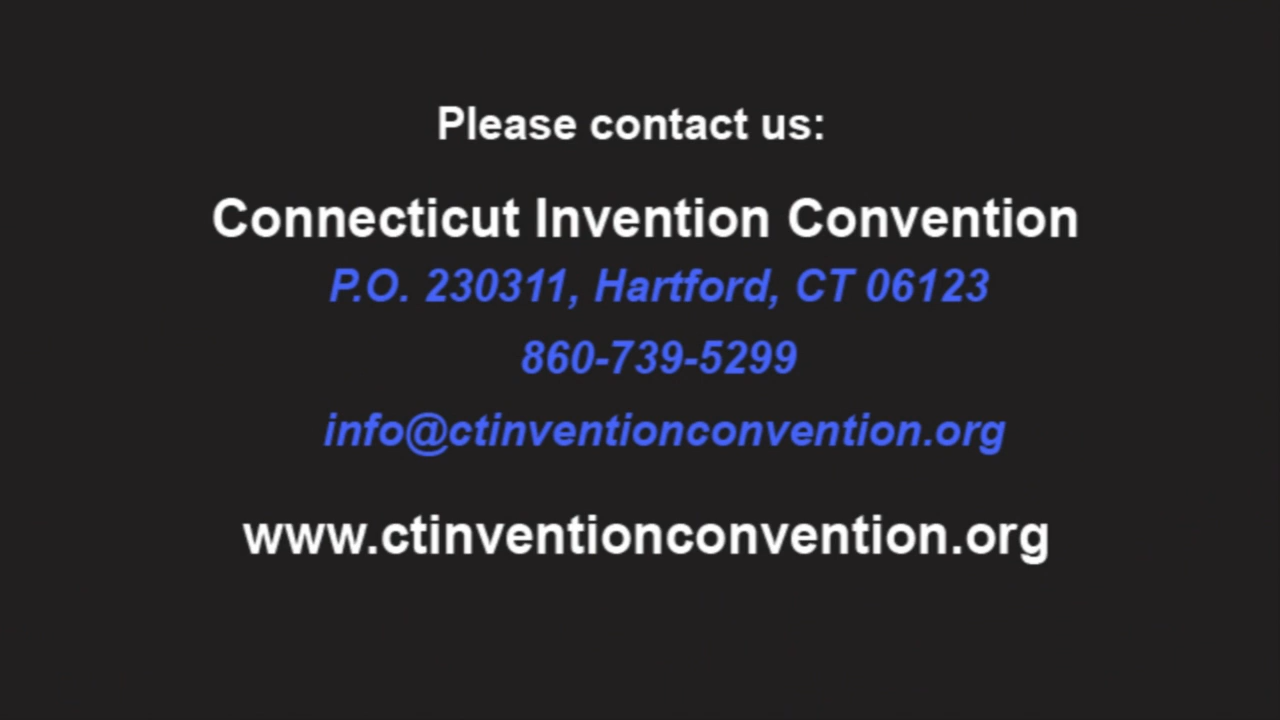 Please contact us:
Connecticut Invention Convention
P.O. 230311, Hartford, CT 06123
860-739-5299
info@ctinventionconvention.org
www.ctinventionconvention.org